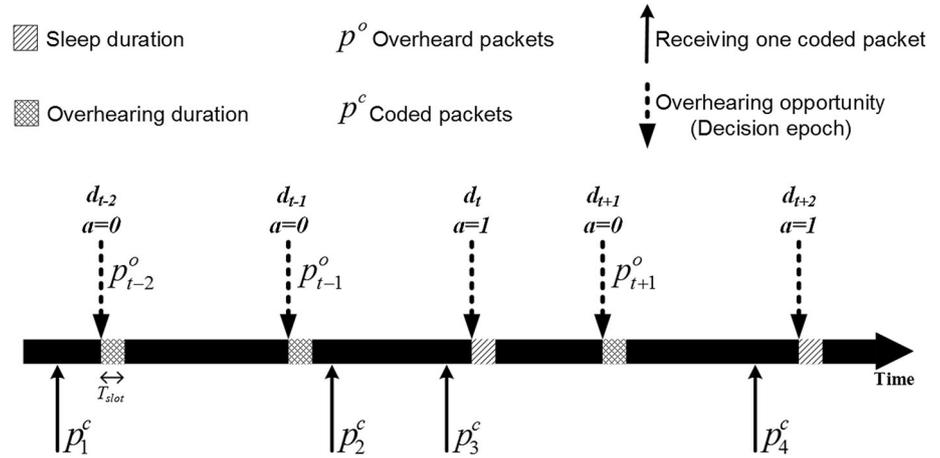 Sleep duration
p^o Overheard packets
Receiving one coded packet
Overhearing duration
p^c Coded packets
Overhearing opportunity
(Decision epoch)
d_{t-2} d_{t-1} d_t d_{t+1} d_{t+2}
a=0 a=0 a=1 a=0 a=1
p^o_{t-2} p^o_{t-1} p^o_{t+1}
T_{slot}
Time
p^c_1 p^c_2 p^c_3 p^c_4